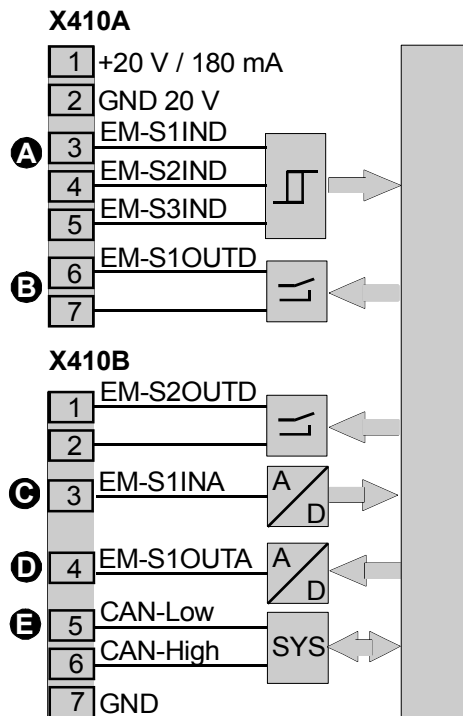 X410A
1 +20 V / 180 mA
2 GND 20 V
A 3 EM-S1IND
4 EM-S2IND
5 EM-S3IND
B 6 EM-S1OUTD
7
X410B
1 EM-S2OUTD
2
C 3 EM-S1INA A D
D 4 EM-S1OUTA A D
E 5 CAN-Low
6 CAN-High SYS
7 GND